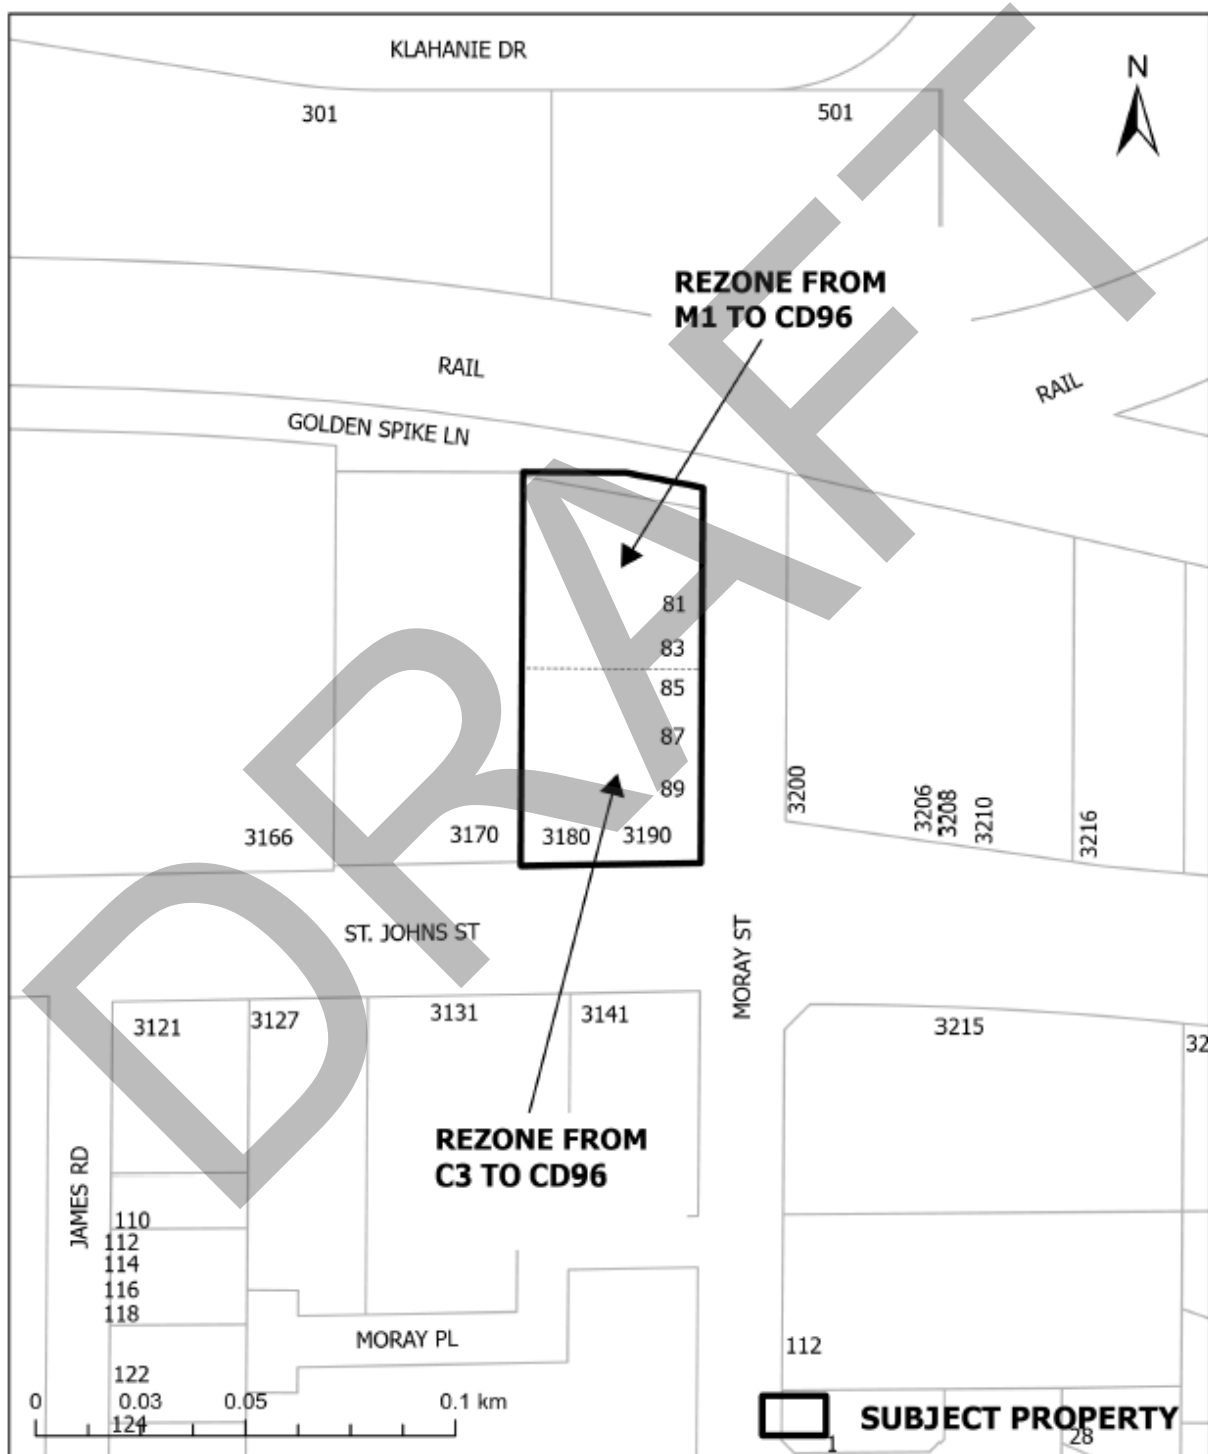 KLAHANIE DR
N
301
501
REZONE FROM
M1 TO CD96
RAIL
RAIL
GOLDEN SPIKE LN
81
83
85
87
89
3166
3170
3180
3190
3200
3206
3208
3210
3216
ST. JOHNS ST
MORAY ST
3121
3127
3131
3141
3215
32
REZONE FROM
C3 TO CD96
JAMES RD
110
112
114
116
118
MORAY PL
122
124
112
0 0.03 0.05 0.1 km
SUBJECT PROPERTY
1
28
DRAFT